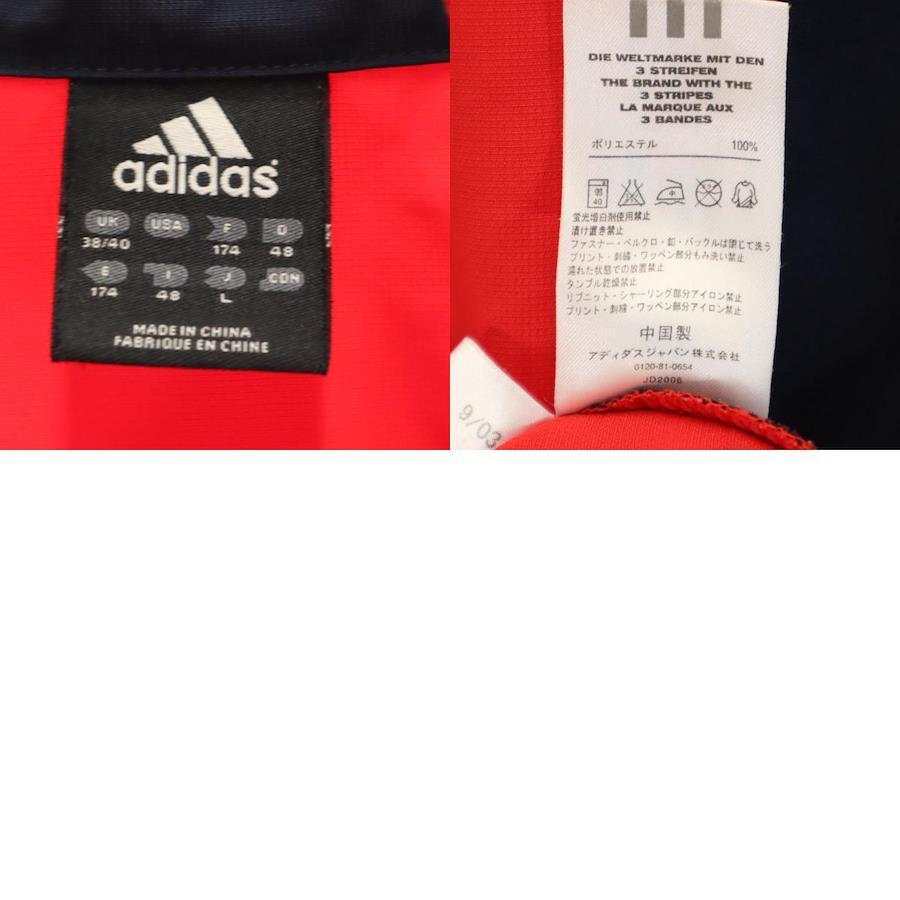 adidas
UK USA F D
38/40 174 48
E I J CDN
174 48 L
MADE IN CHINA
FABRIQUE EN CHINE
DIE WELTMARKE MIT DEN
3 STREIFEN
THE BRAND WITH THE
3 STRIPES
LA MARQUE AUX
3 BANDES
ポリエステル 100%
40
中
蛍光増白剤使用禁止
漬け置き禁止
ファスナー・ベルクロ・釦・バックルは閉じて洗う
プリント・刺繍・ワッペン部分もみ洗い禁止
濡れた状態での放置禁止
タンブル乾燥禁止
リブニット・シャーリング部分アイロン禁止
プリント・刺繍・ワッペン部分アイロン禁止
中国製
アディダスジャパン株式会社
0120-81-0654
JD2006
9/03